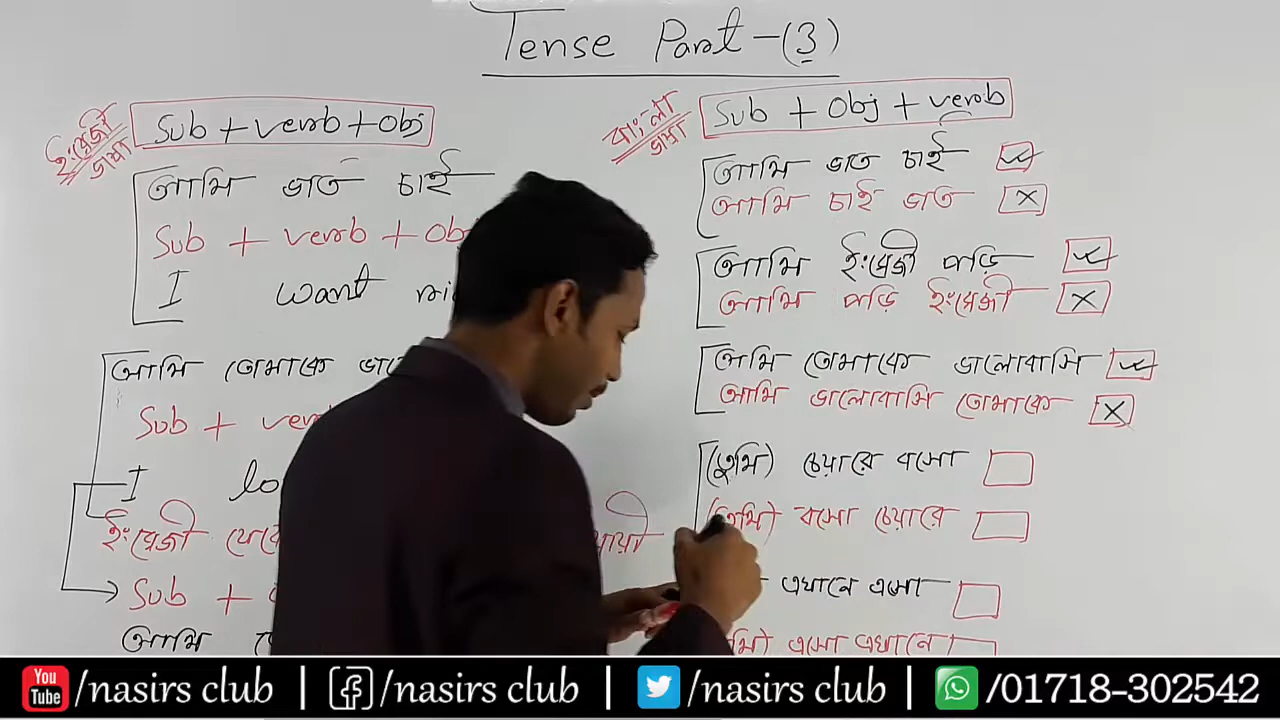 Tense Part-(3)
ইংরেজী
ভাষা
Sub + verb + Obj
আমি ভাত চাই
Sub + verb +
I want
আমি তোমাকে
Sub +
I
ইংরেজী থেকে
Sub +
আমি
বাংলা
ভাষা
Sub + Obj + verb
আমি ভাত চাই
আমি চাই ভাত
আমি ইংরেজী পড়ি
আমি পড়ি ইংরেজী
আমি তোমাকে ভালোবাসি
আমি ভালোবাসি তোমাকে
(তুমি) চেয়ারে বসো
(তুমি) বসো চেয়ারে
এখানে এসো
এসো এখানে
You Tube /nasirs club | f /nasirs club | /nasirs club | /01718-302542